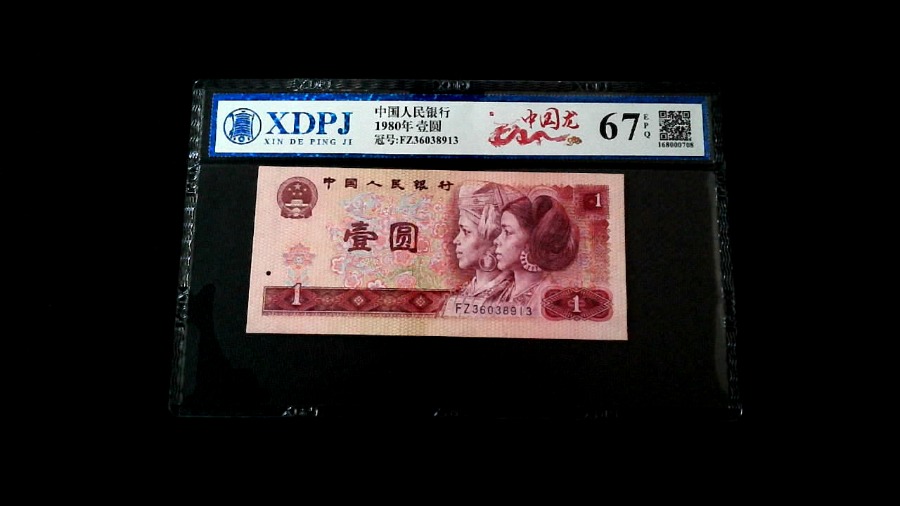 XDPJ
XIN DE PING JI
中国人民银行
1980年 壹圆
冠号:FZ36038913
中国龙
67
EPQ
168000708
中国人民银行
1
壹圆
1
FZ36038913
1